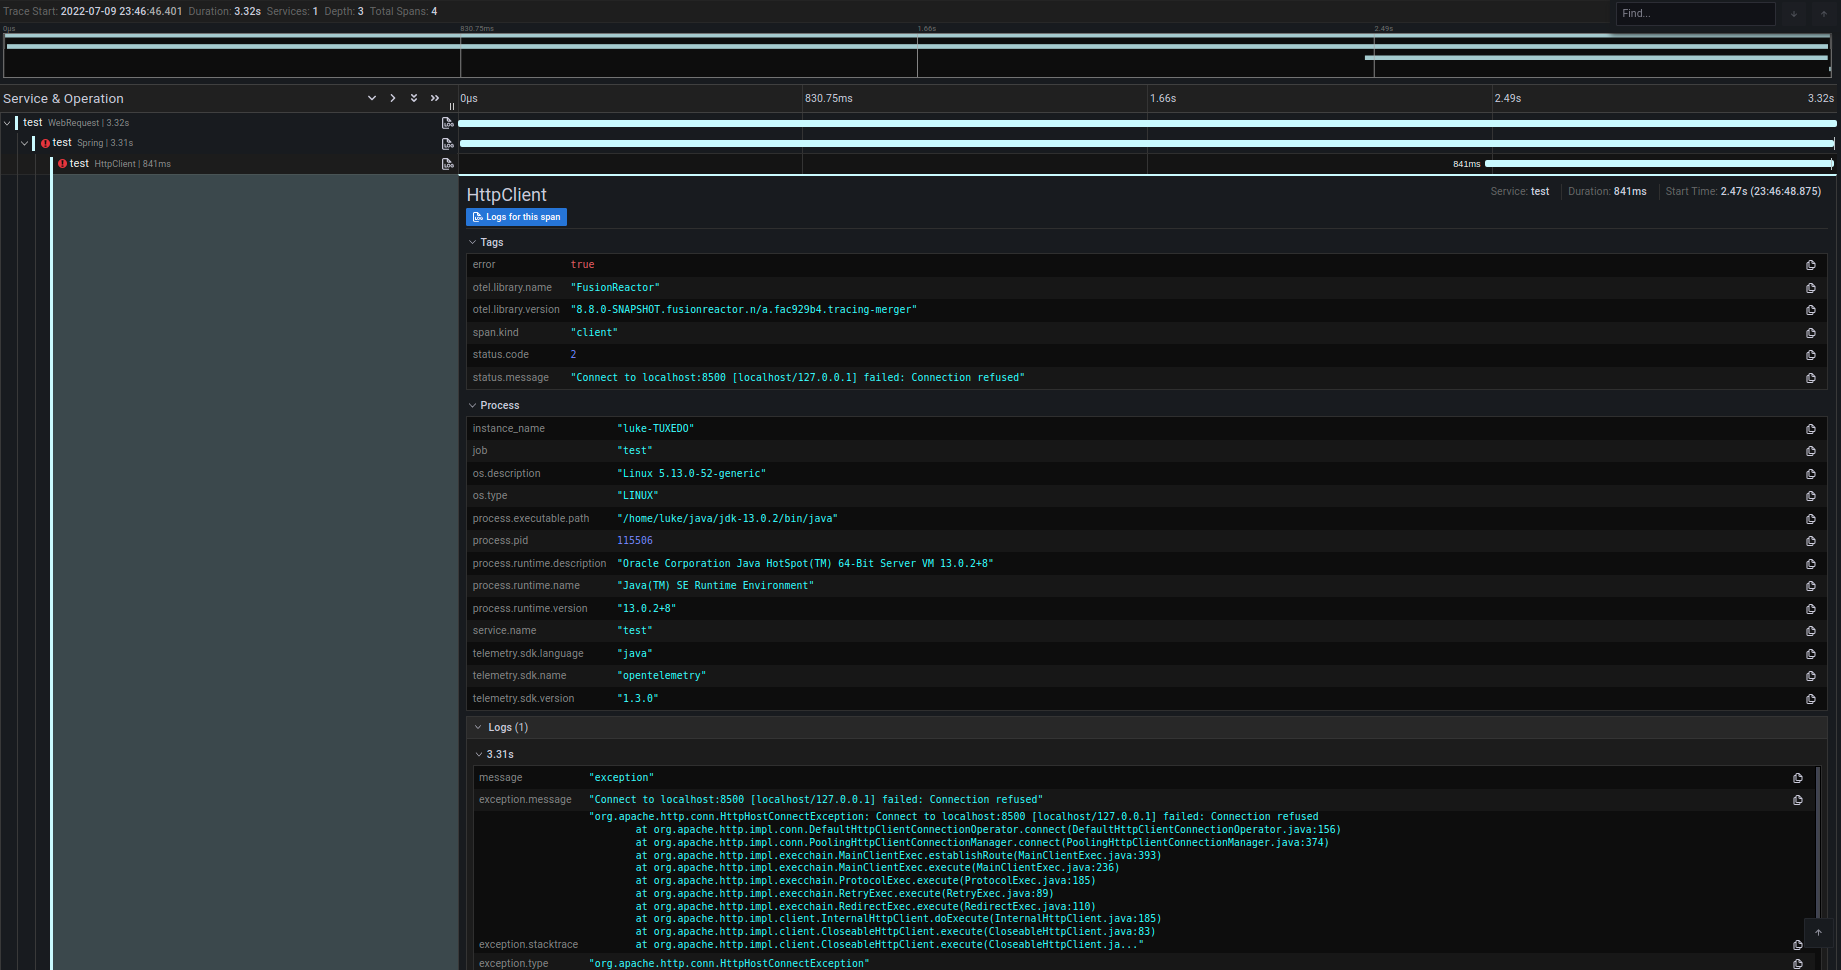 Trace Start: 2022-07-09 23:46:46.401 Duration: 3.32s Services: 1 Depth: 3 Total Spans: 4
Find...
0μs 830.75ms 1.66s 2.49s
Service & Operation
0μs 830.75ms 1.66s 2.49s 3.32s
test WebRequest | 3.32s
test Spring | 3.31s
test HttpClient | 841ms
841ms
HttpClient
Service: test Duration: 841ms Start Time: 2.47s (23:46:48.875)
Logs for this span
Tags
error true
otel.library.name "FusionReactor"
otel.library.version "8.8.0-SNAPSHOT.fusionreactor.n/a.fac929b4.tracing-merger"
span.kind "client"
status.code 2
status.message "Connect to localhost:8500 [localhost/127.0.0.1] failed: Connection refused"
Process
instance_name "luke-TUXEDO"
job "test"
os.description "Linux 5.13.0-52-generic"
os.type "LINUX"
process.executable.path "/home/luke/java/jdk-13.0.2/bin/java"
process.pid 115506
process.runtime.description "Oracle Corporation Java HotSpot(TM) 64-Bit Server VM 13.0.2+8"
process.runtime.name "Java(TM) SE Runtime Environment"
process.runtime.version "13.0.2+8"
service.name "test"
telemetry.sdk.language "java"
telemetry.sdk.name "opentelemetry"
telemetry.sdk.version "1.3.0"
Logs (1)
3.31s
message "exception"
exception.message "Connect to localhost:8500 [localhost/127.0.0.1] failed: Connection refused"
"org.apache.http.conn.HttpHostConnectException: Connect to localhost:8500 [localhost/127.0.0.1] failed: Connection refused
at org.apache.http.impl.conn.DefaultHttpClientConnectionOperator.connect(DefaultHttpClientConnectionOperator.java:156)
at org.apache.http.impl.conn.PoolingHttpClientConnectionManager.connect(PoolingHttpClientConnectionManager.java:374)
at org.apache.http.impl.execchain.MainClientExec.establishRoute(MainClientExec.java:393)
at org.apache.http.impl.execchain.MainClientExec.execute(MainClientExec.java:236)
at org.apache.http.impl.execchain.ProtocolExec.execute(ProtocolExec.java:185)
at org.apache.http.impl.execchain.RetryExec.execute(RetryExec.java:89)
at org.apache.http.impl.execchain.RedirectExec.execute(RedirectExec.java:110)
at org.apache.http.impl.client.InternalHttpClient.doExecute(InternalHttpClient.java:185)
at org.apache.http.impl.client.CloseableHttpClient.execute(CloseableHttpClient.java:83)
exception.stacktrace at org.apache.http.impl.client.CloseableHttpClient.execute(CloseableHttpClient.ja..."
exception.type "org.apache.http.conn.HttpHostConnectException"